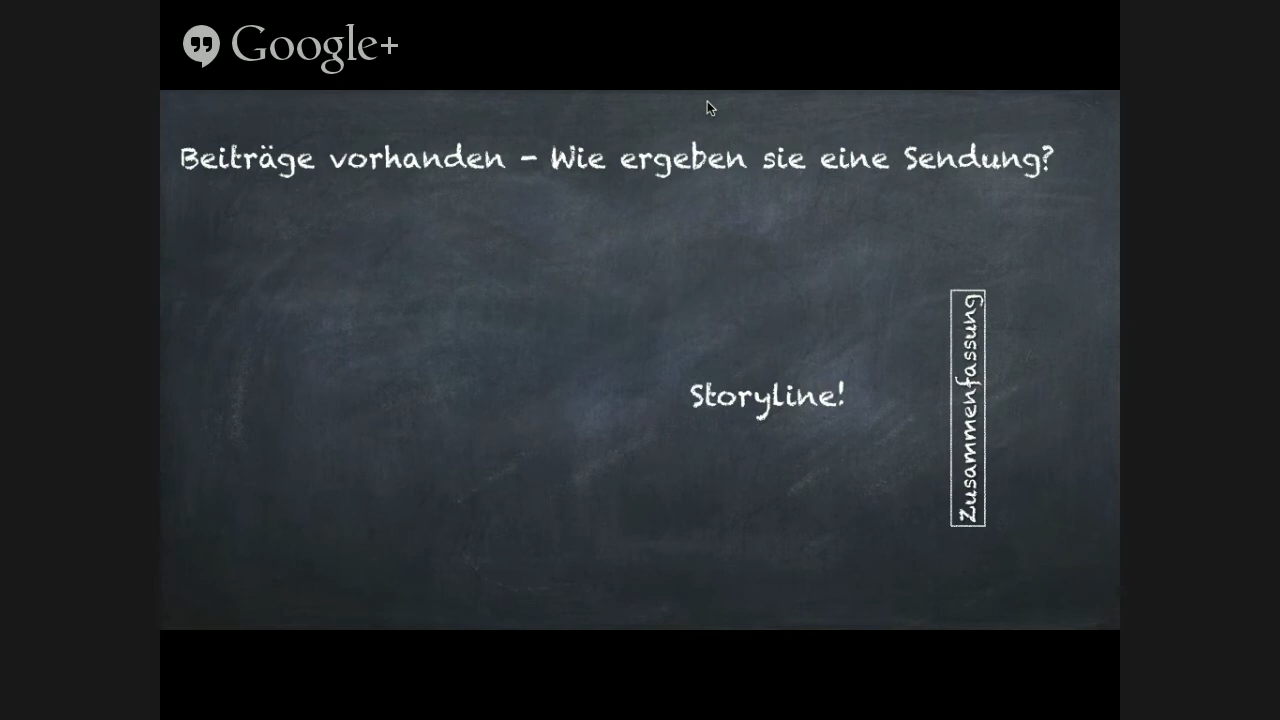 Google+
Beiträge vorhanden - Wie ergeben sie eine Sendung?
Storyline!
Zusammenfassung